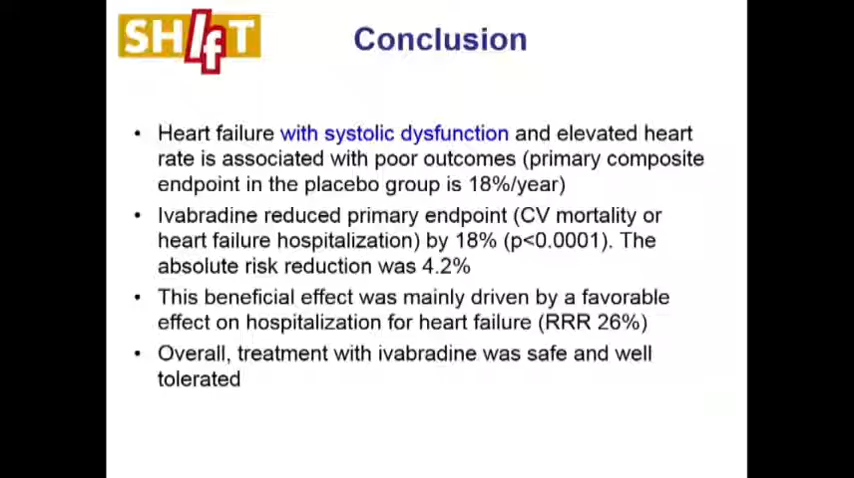 SHIfT
Conclusion
• Heart failure with systolic dysfunction and elevated heart
rate is associated with poor outcomes (primary composite
endpoint in the placebo group is 18%/year)
• Ivabradine reduced primary endpoint (CV mortality or
heart failure hospitalization) by 18% (p<0.0001). The
absolute risk reduction was 4.2%
• This beneficial effect was mainly driven by a favorable
effect on hospitalization for heart failure (RRR 26%)
• Overall, treatment with ivabradine was safe and well
tolerated